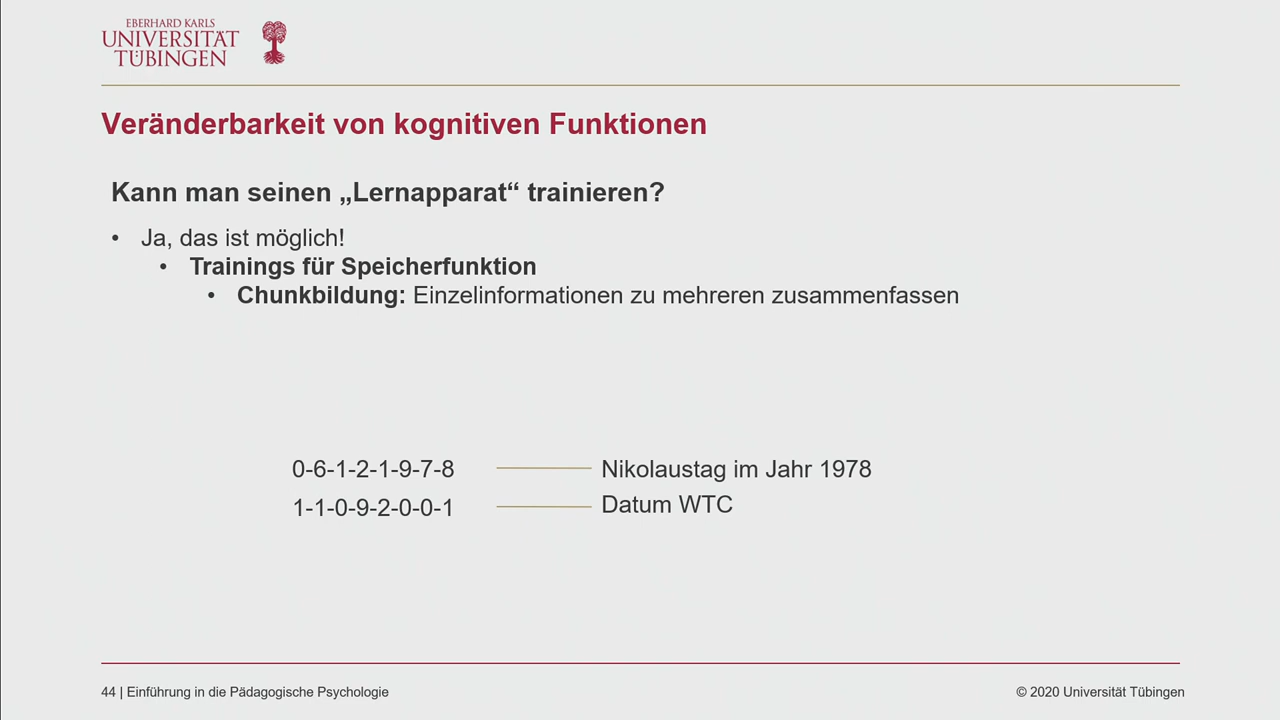 EBERHARD KARLS
UNIVERSITÄT
TÜBINGEN
Veränderbarkeit von kognitiven Funktionen
Kann man seinen „Lernapparat“ trainieren?
• Ja, das ist möglich!
• Trainings für Speicherfunktion
• Chunkbildung: Einzelinformationen zu mehreren zusammenfassen
0-6-1-2-1-9-7-8 Nikolaustag im Jahr 1978
1-1-0-9-2-0-0-1 Datum WTC
44 | Einführung in die Pädagogische Psychologie © 2020 Universität Tübingen